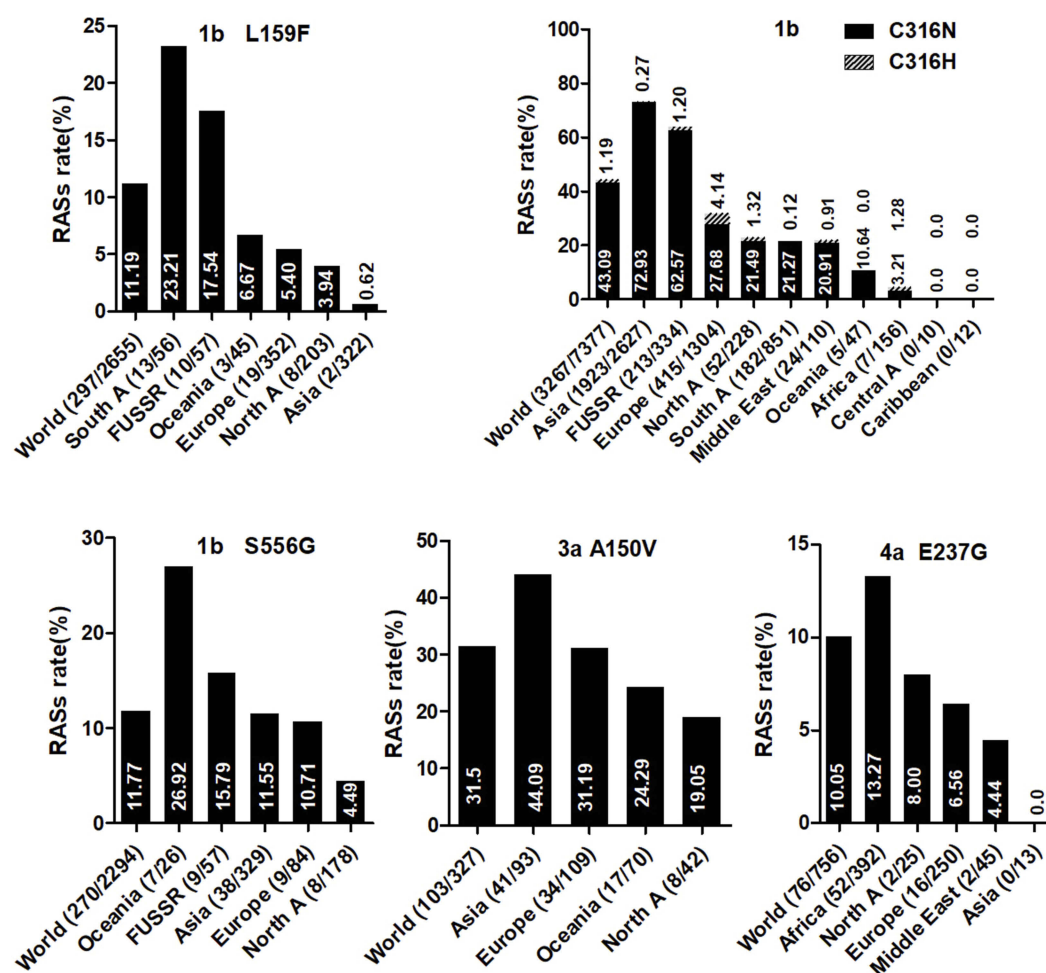 1b L159F
RASs rate(%)
25
20
15
10
5
0
11.19
23.21
17.54
6.67
5.40
3.94
0.62
World (297/2655)
South A (13/56)
FUSSR (10/57)
Oceania (3/45)
Europe (19/352)
North A (8/203)
Asia (2/322)
1b
C316N
C316H
RASs rate(%)
100
80
60
40
20
0
1.19
0.27
1.20
4.14
1.32
0.12
0.91
0.0
1.28
0.0
0.0
43.09
72.93
62.57
27.68
21.49
21.27
20.91
10.64
3.21
0.0
0.0
World (3267/7377)
Asia (1923/2627)
FUSSR (213/334)
Europe (415/1304)
North A (52/228)
South A (182/851)
Middle East (24/110)
Oceania (5/47)
Africa (7/156)
Central A (0/10)
Caribbean (0/12)
1b S556G
RASs rate(%)
30
20
10
0
11.77
26.92
15.79
11.55
10.71
4.49
World (270/2294)
Oceania (7/26)
FUSSR (9/57)
Asia (38/329)
Europe (9/84)
North A (8/178)
3a A150V
RASs rate(%)
50
40
30
20
10
0
31.5
44.09
31.19
24.29
19.05
World (103/327)
Asia (41/93)
Europe (34/109)
Oceania (17/70)
North A (8/42)
4a E237G
RASs rate(%)
15
10
5
0
10.05
13.27
8.00
6.56
4.44
0.0
World (76/756)
Africa (52/392)
North A (2/25)
Europe (16/250)
Middle East (2/45)
Asia (0/13)